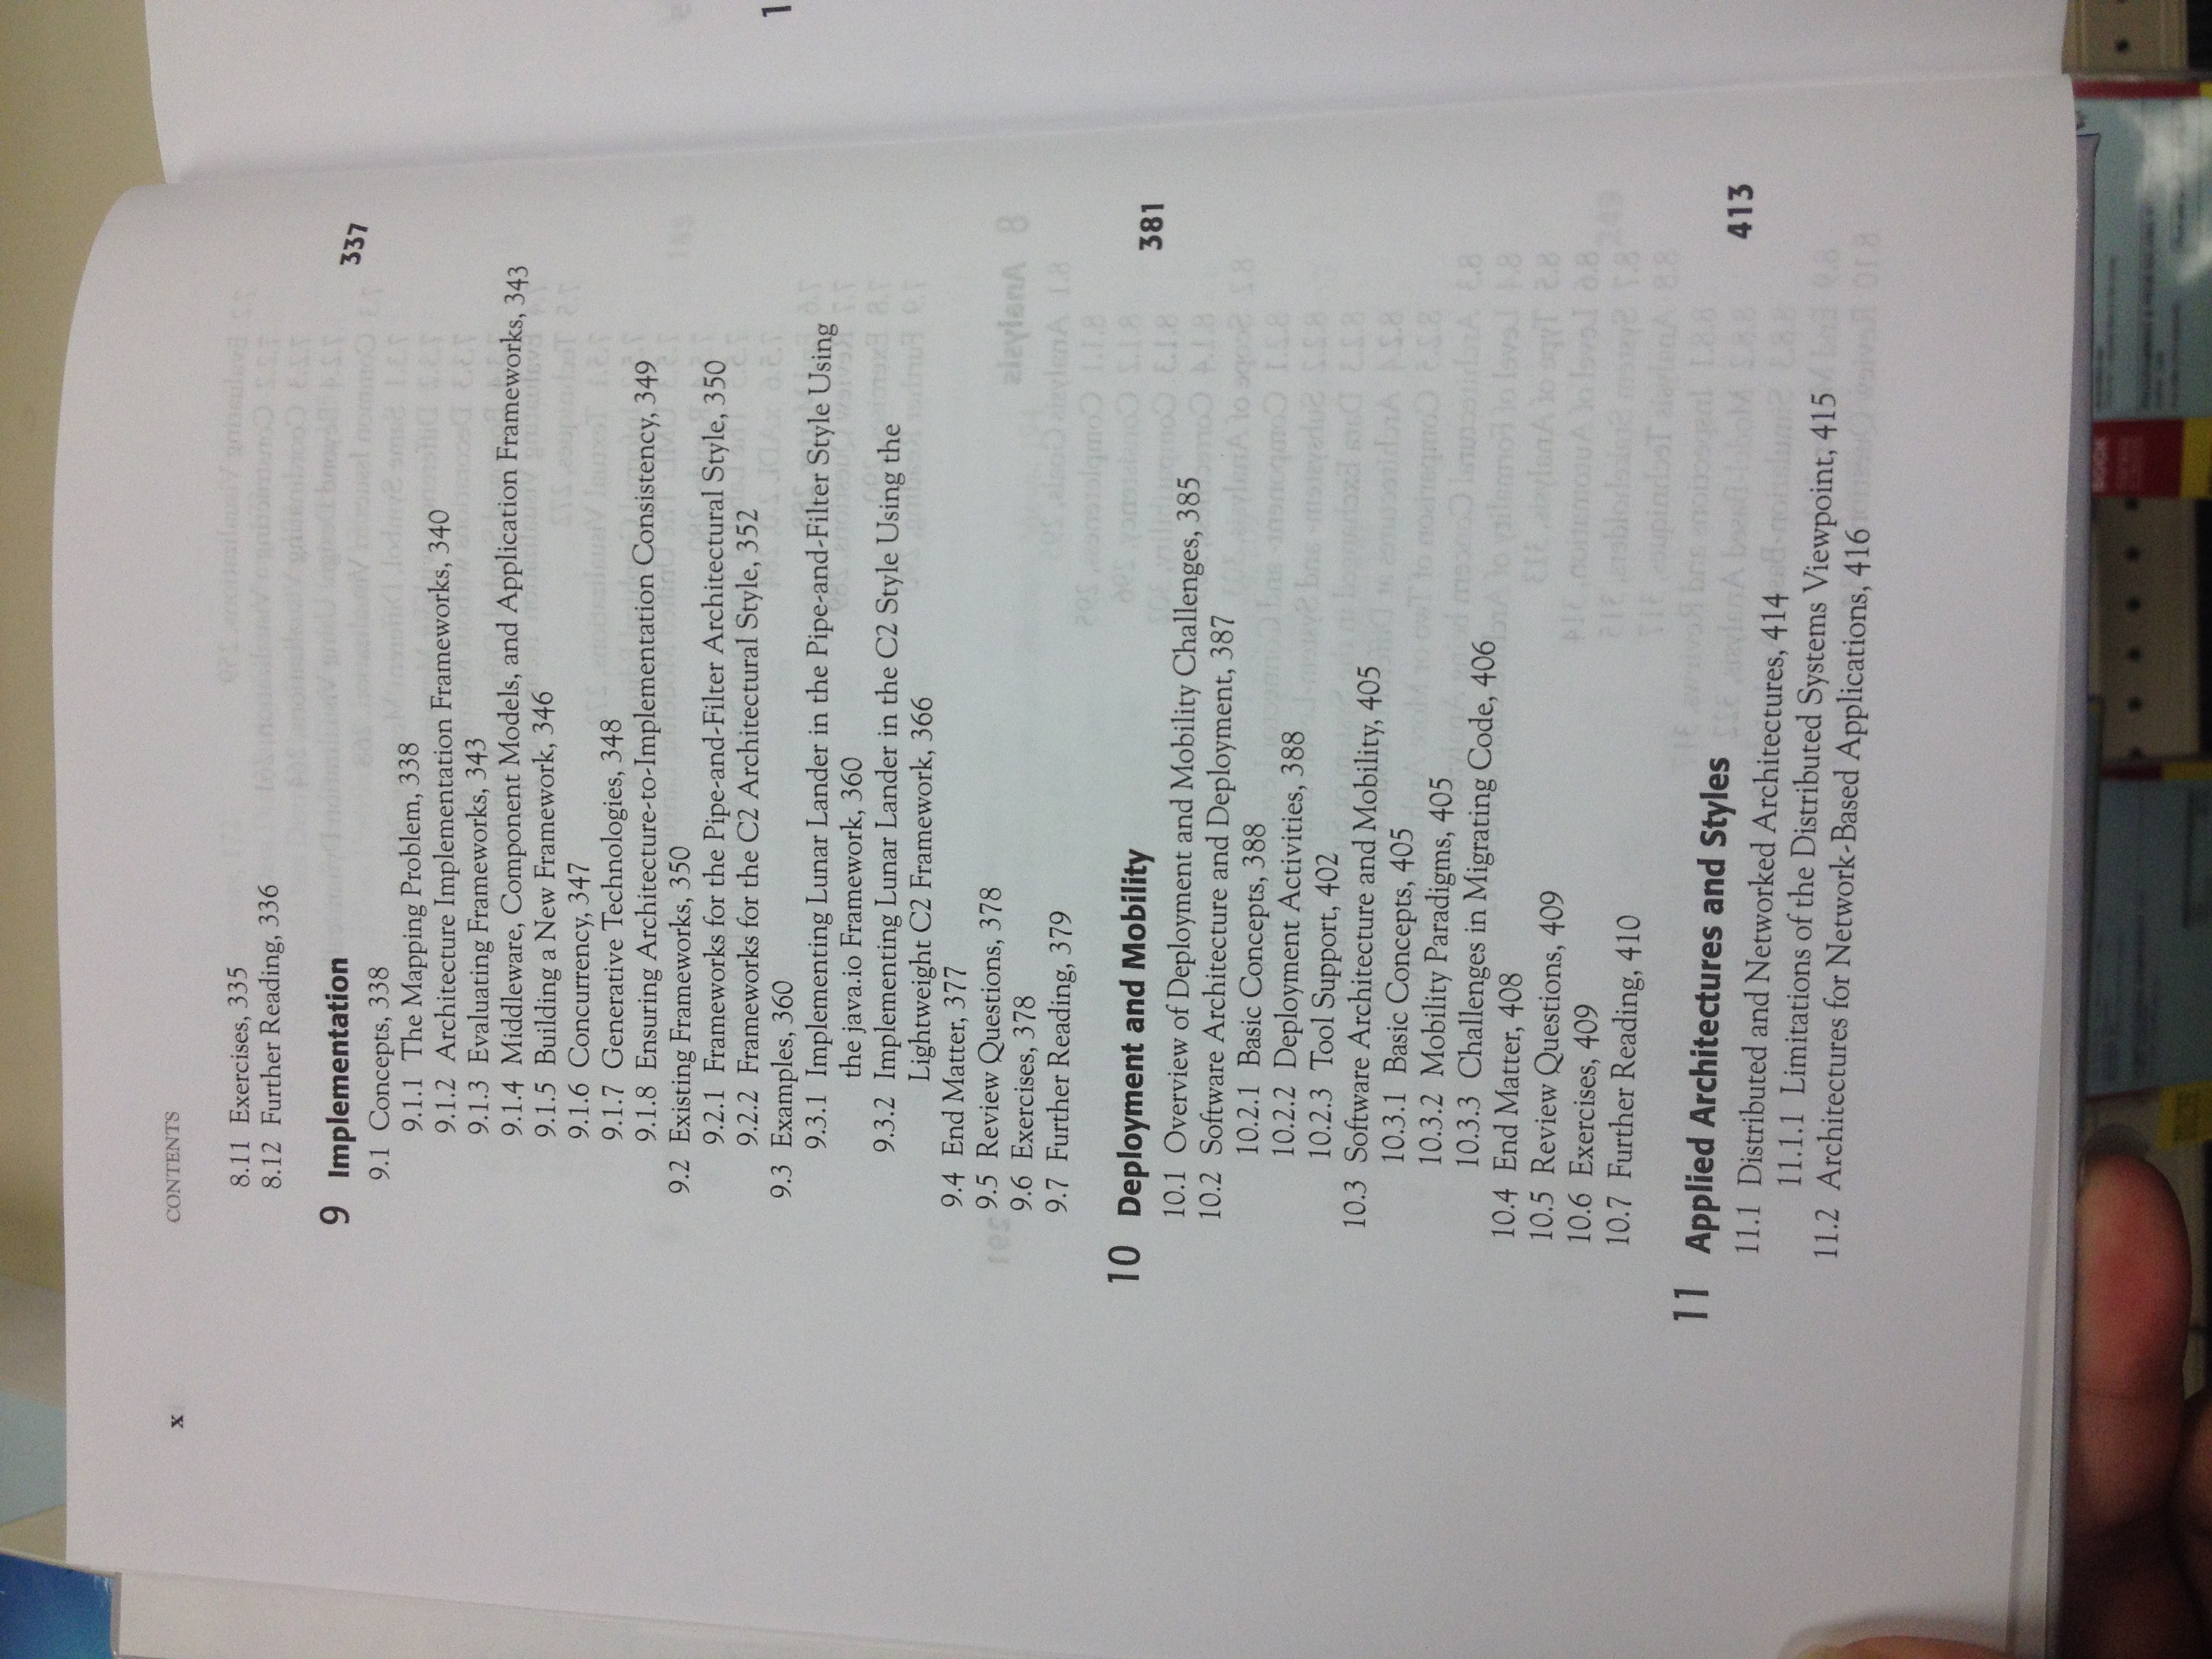 x
CONTENTS
8.11 Exercises, 335
8.12 Further Reading, 336
9 Implementation 337
9.1 Concepts, 338
9.1.1 The Mapping Problem, 338
9.1.2 Architecture Implementation Frameworks, 340
9.1.3 Evaluating Frameworks, 343
9.1.4 Middleware, Component Models, and Application Frameworks, 343
9.1.5 Building a New Framework, 346
9.1.6 Concurrency, 347
9.1.7 Generative Technologies, 348
9.1.8 Ensuring Architecture-to-Implementation Consistency, 349
9.2 Existing Frameworks, 350
9.2.1 Frameworks for the Pipe-and-Filter Architectural Style, 350
9.2.2 Frameworks for the C2 Architectural Style, 352
9.3 Examples, 360
9.3.1 Implementing Lunar Lander in the Pipe-and-Filter Style Using
the java.io Framework, 360
9.3.2 Implementing Lunar Lander in the C2 Style Using the
Lightweight C2 Framework, 366
9.4 End Matter, 377
9.5 Review Questions, 378
9.6 Exercises, 378
9.7 Further Reading, 379
10 Deployment and Mobility 381
10.1 Overview of Deployment and Mobility Challenges, 385
10.2 Software Architecture and Deployment, 387
10.2.1 Basic Concepts, 388
10.2.2 Deployment Activities, 388
10.2.3 Tool Support, 402
10.3 Software Architecture and Mobility, 405
10.3.1 Basic Concepts, 405
10.3.2 Mobility Paradigms, 405
10.3.3 Challenges in Migrating Code, 406
10.4 End Matter, 408
10.5 Review Questions, 409
10.6 Exercises, 409
10.7 Further Reading, 410
11 Applied Architectures and Styles 413
11.1 Distributed and Networked Architectures, 414
11.1.1 Limitations of the Distributed Systems Viewpoint, 415
11.2 Architectures for Network-Based Applications, 416